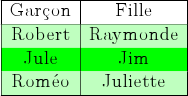 Garçon Fille
Robert Raymonde
Jule Jim
Roméo Juliette